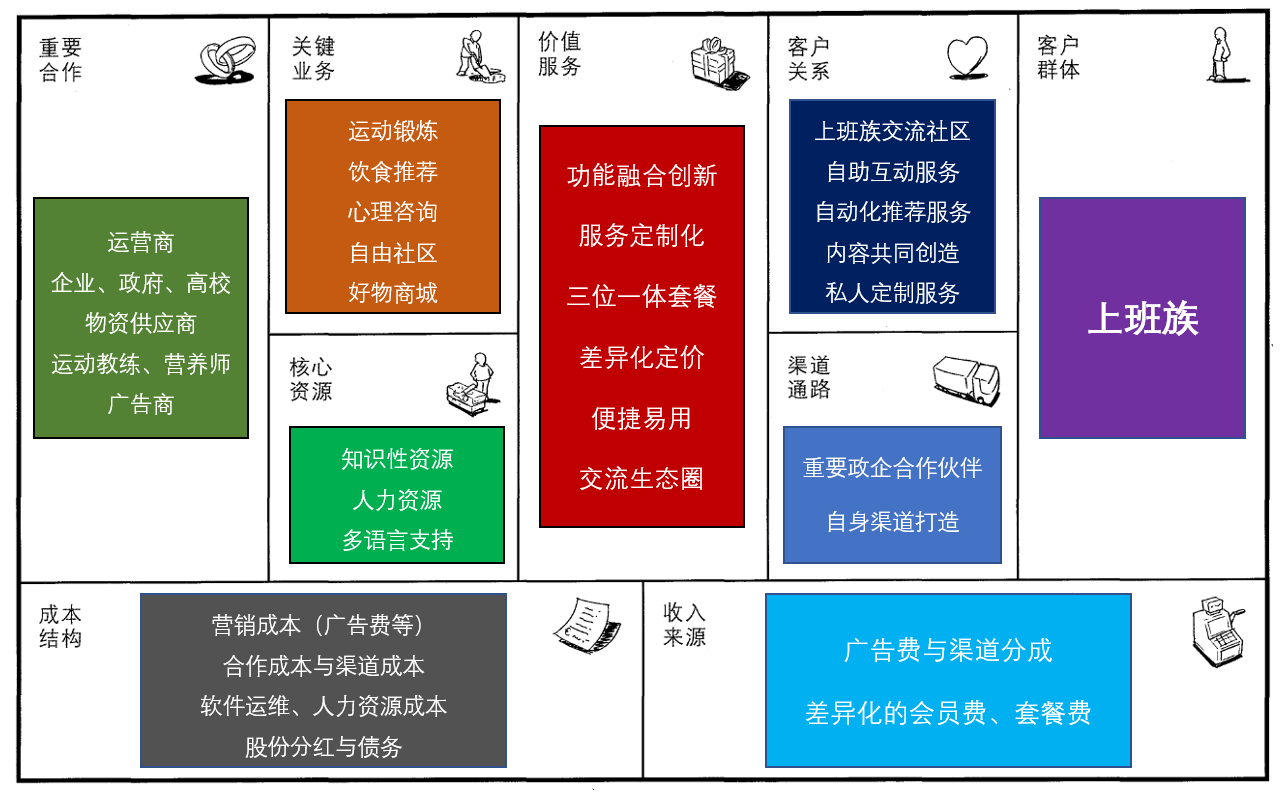 重要
合作
运营商
企业、政府、高校
物资供应商
运动教练、营养师
广告商
关键
业务
运动锻炼
饮食推荐
心理咨询
自由社区
好物商城
核心
资源
知识性资源
人力资源
多语言支持
价值
服务
功能融合创新
服务定制化
三位一体套餐
差异化定价
便捷易用
交流生态圈
客户
关系
上班族交流社区
自助互动服务
自动化推荐服务
内容共同创造
私人定制服务
渠道
通路
重要政企合作伙伴
自身渠道打造
客户
群体
上班族
成本
结构
营销成本（广告费等）
合作成本与渠道成本
软件运维、人力资源成本
股份分红与债务
收入
来源
广告费与渠道分成
差异化的会员费、套餐费